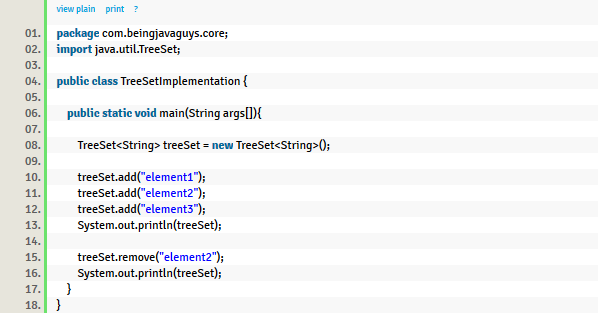 view plain print ?
01. package com.beingjavaguys.core;
02. import java.util.TreeSet;
03.
04. public class TreeSetImplementation {
05.
06. public static void main(String args[]){
07.
08. TreeSet<String> treeSet = new TreeSet<String>();
09.
10. treeSet.add("element1");
11. treeSet.add("element2");
12. treeSet.add("element3");
13. System.out.println(treeSet);
14.
15. treeSet.remove("element2");
16. System.out.println(treeSet);
17. }
18. }